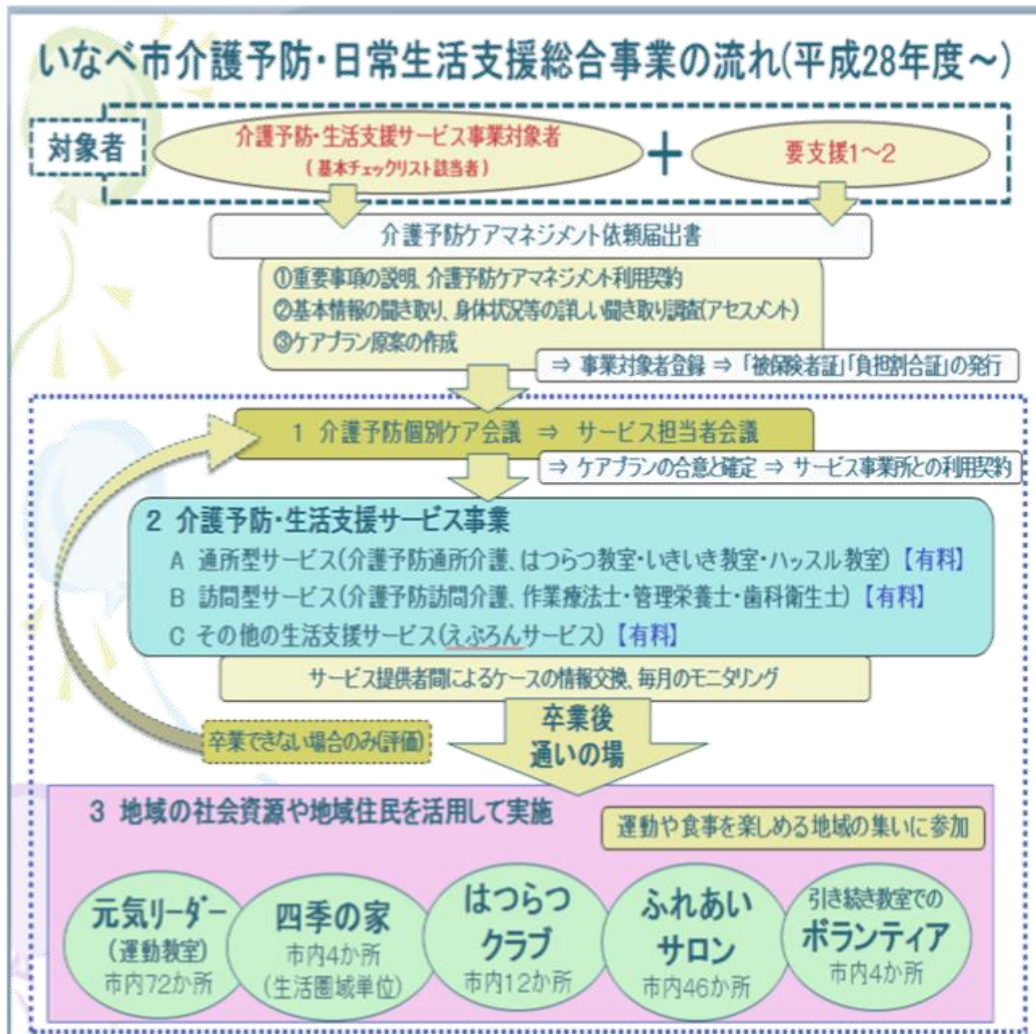 いなべ市介護予防・日常生活支援総合事業の流れ(平成28年度～)
対象者
介護予防・生活支援サービス事業対象者
(基本チェックリスト該当者)
＋
要支援1～2
介護予防ケアマネジメント依頼届出書
①重要事項の説明、介護予防ケアマネジメント利用契約
②基本情報の聞き取り、身体状況等の詳しい聞き取り調査(アセスメント)
③ケアプラン原案の作成
⇒ 事業対象者登録 ⇒ 「被保険者証」「負担割合証」の発行
1 介護予防個別ケア会議 ⇒ サービス担当者会議
⇒ ケアプランの合意と確定 ⇒ サービス事業所との利用契約
2 介護予防・生活支援サービス事業
A 通所型サービス(介護予防通所介護、はつらつ教室・いきいき教室・ハッスル教室)【有料】
B 訪問型サービス(介護予防訪問介護、作業療法士・管理栄養士・歯科衛生士)【有料】
C その他の生活支援サービス(えぷろんサービス)【有料】
サービス提供者間によるケースの情報交換、毎月のモニタリング
卒業できない場合のみ(評価)
卒業後
通いの場
3 地域の社会資源や地域住民を活用して実施
運動や食事を楽しめる地域の集いに参加
元気リーダー
(運動教室)
市内72か所
四季の家
市内4か所
(生活圏域単位)
はつらつ
クラブ
市内12か所
ふれあい
サロン
市内46か所
引き続き教室での
ボランティア
市内4か所